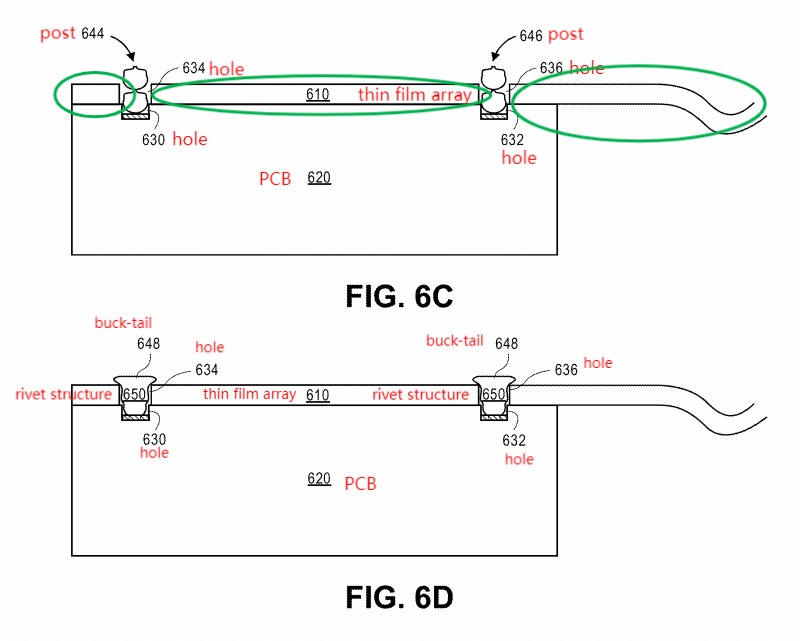 post 644
646 post
634 hole
636 hole
610 thin film array
630 hole
632
hole
PCB 620
FIG. 6C
buck-tail
648
hole
634
buck-tail 648
636 hole
rivet structure 650 thin film array 610 rivet structure 650
630
hole
632
hole
620 PCB
FIG. 6D